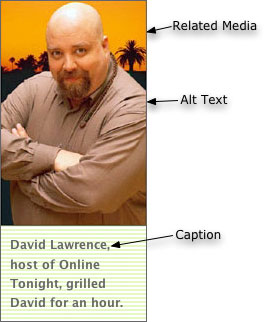 Related Media
Alt Text
Caption
David Lawrence,
host of Online
Tonight, grilled
David for an hour.